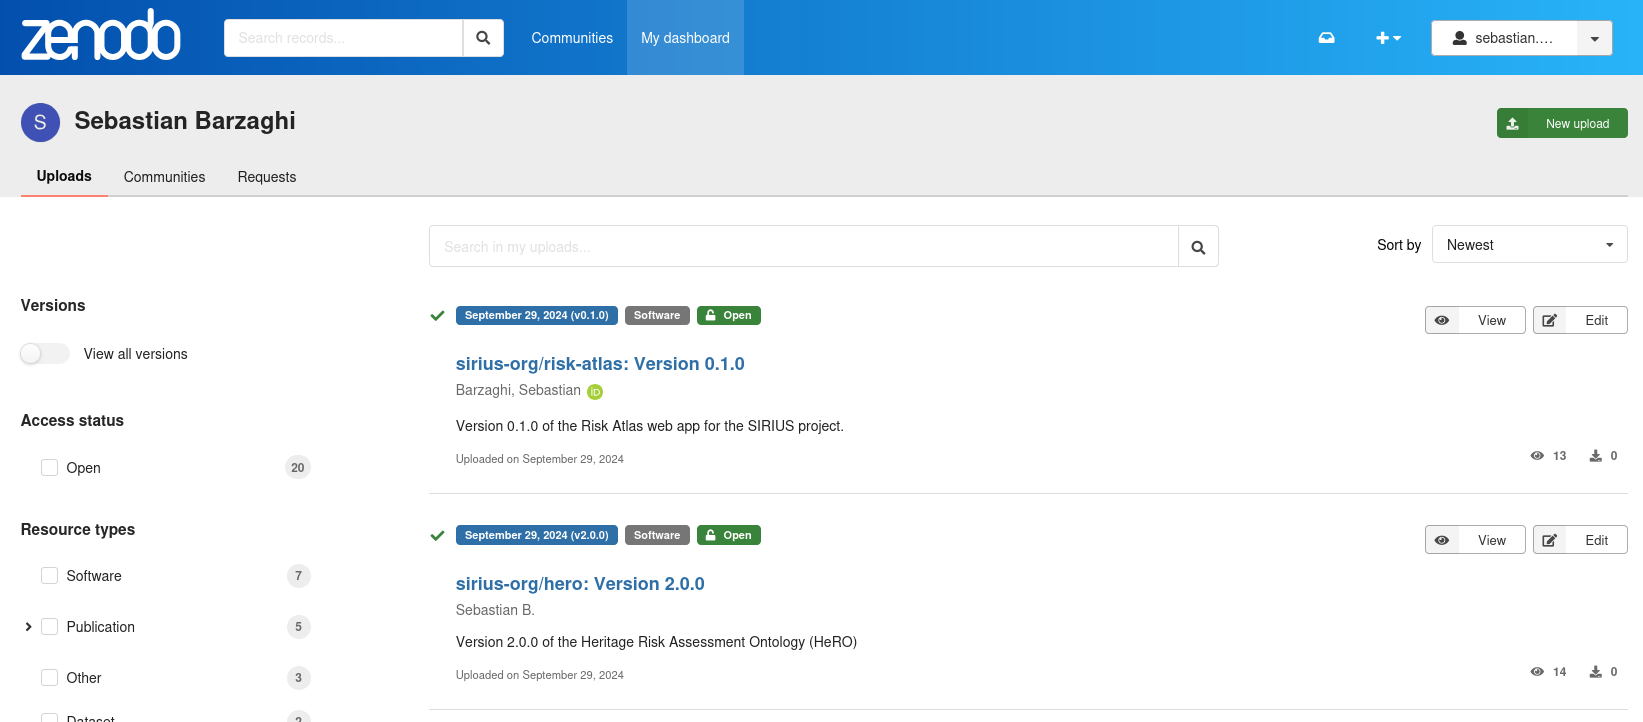 zenodo
Search records...
Communities
My dashboard
sebastian....
S
Sebastian Barzaghi
New upload
Uploads
Communities
Requests
Search in my uploads...
Sort by
Newest
Versions
View all versions
Access status
Open 20
Resource types
Software 7
Publication 5
Other 3
Dataset 2
September 29, 2024 (v0.1.0) Software Open
View Edit
sirius-org/risk-atlas: Version 0.1.0
Barzaghi, Sebastian iD
Version 0.1.0 of the Risk Atlas web app for the SIRIUS project.
Uploaded on September 29, 2024
13 0
September 29, 2024 (v2.0.0) Software Open
View Edit
sirius-org/hero: Version 2.0.0
Sebastian B.
Version 2.0.0 of the Heritage Risk Assessment Ontology (HeRO)
Uploaded on September 29, 2024
14 0